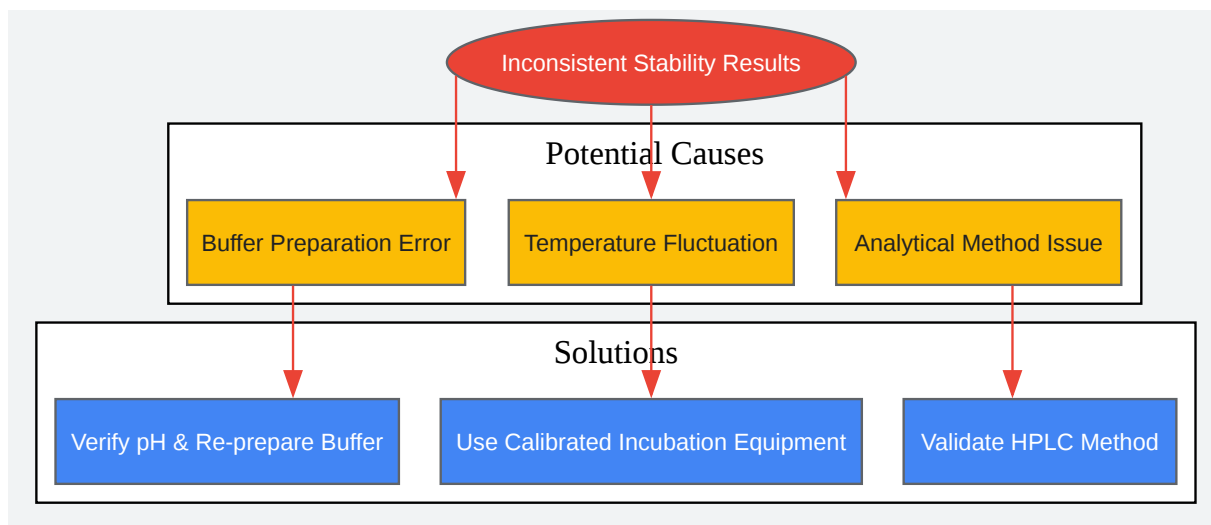 Inconsistent Stability Results
Potential Causes
Buffer Preparation Error
Temperature Fluctuation
Analytical Method Issue
Solutions
Verify pH & Re-prepare Buffer
Use Calibrated Incubation Equipment
Validate HPLC Method